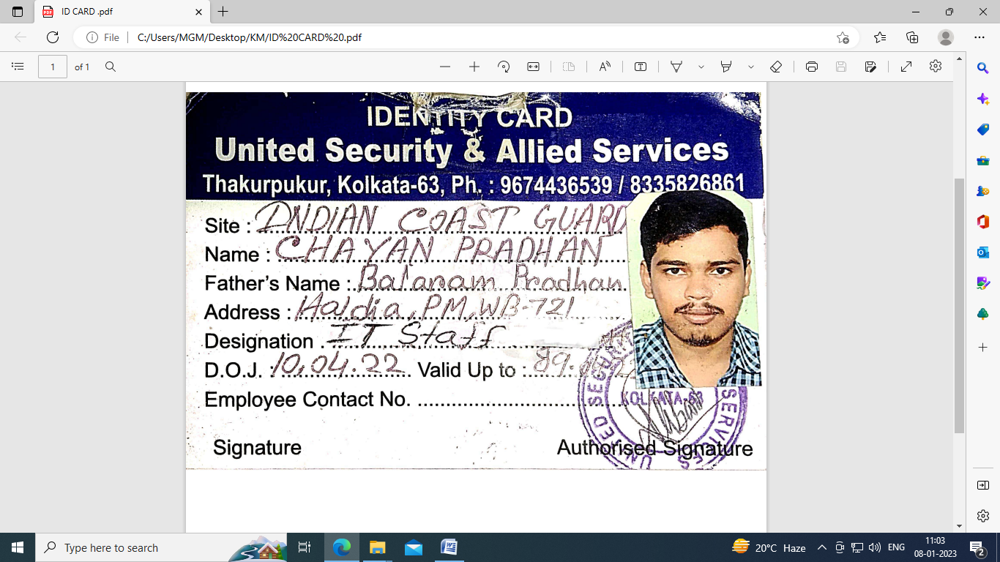 ID CARD .pdf
File C:/Users/MGM/Desktop/KM/ID%20CARD%20.pdf
1 of 1
IDENTITY CARD
United Security & Allied Services
Thakurpukur, Kolkata-63, Ph. : 9674436539 / 8335826861
Site : INDIAN COAST GUARD
Name : CHAYAN PRADHAN
Father's Name : Balaram Pradhan
Address : Haldia, PM, WB-721
Designation . IT Staff
D.O.J. : 10.04.22 Valid Up to :
Employee Contact No.
KOLKATA-63
UNITED SECURITY
SERVICES
Signature Authorised Signature
Type here to search
20°C Haze ENG 11:03
08-01-2023
2